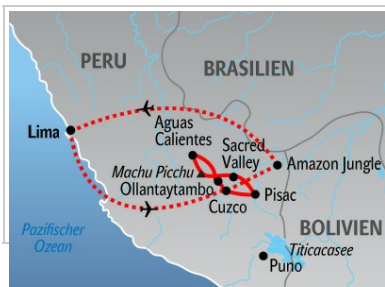 PERU
BRASILIEN
Lima
Aguas
Calientes
Sacred
Valley
Machu Picchu
Amazon Jungle
Ollantaytambo
Cuzco
Pisac
BOLIVIEN
Pazifischer
Ozean
Titicacasee
Puno